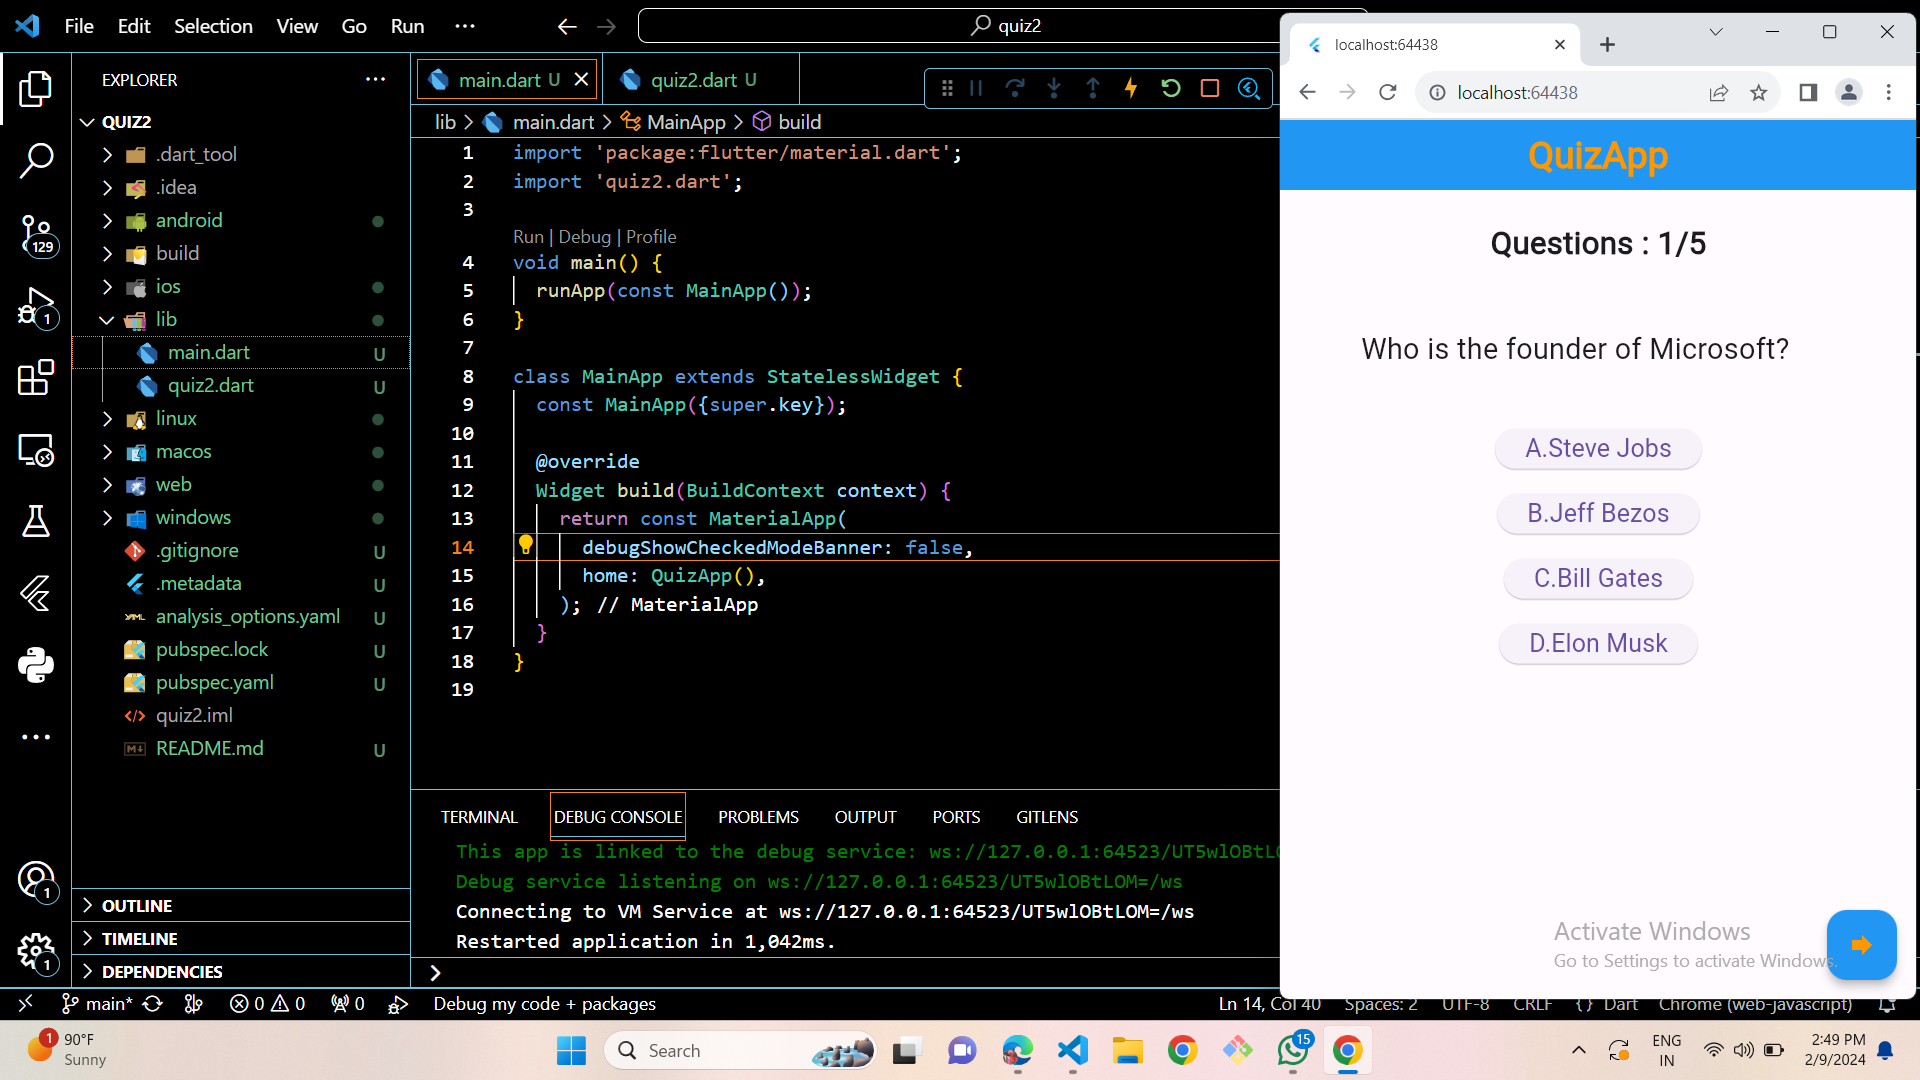 File Edit Selection View Go Run ···
quiz2
EXPLORER ···
QUIZ2
.dart_tool
.idea
android
build
ios
lib
main.dart U
quiz2.dart U
linux
macos
web
windows
.gitignore U
.metadata U
analysis_options.yaml U
pubspec.lock U
pubspec.yaml U
quiz2.iml
README.md U
OUTLINE
TIMELINE
DEPENDENCIES
129
1
1
1
main.dart U
quiz2.dart U
lib > main.dart > MainApp > build
1 import 'package:flutter/material.dart';
2 import 'quiz2.dart';
3
Run | Debug | Profile
4 void main() {
5 runApp(const MainApp());
6 }
7
8 class MainApp extends StatelessWidget {
9 const MainApp({super.key});
10
11 @override
12 Widget build(BuildContext context) {
13 return const MaterialApp(
14 debugShowCheckedModeBanner: false,
15 home: QuizApp(),
16 ); // MaterialApp
17 }
18 }
19
TERMINAL DEBUG CONSOLE PROBLEMS OUTPUT PORTS GITLENS
This app is linked to the debug service: ws://127.0.0.1:64523/UT5wlOBtLO
Debug service listening on ws://127.0.0.1:64523/UT5wlOBtLOM=/ws
Connecting to VM Service at ws://127.0.0.1:64523/UT5wlOBtLOM=/ws
Restarted application in 1,042ms.
>
main* 0 0 0 Debug my code + packages Ln 14, Col 40 Spaces: 2 UTF-8 CRLF {} Dart Chrome (web-javascript)
localhost:64438
localhost:64438
QuizApp
Questions : 1/5
Who is the founder of Microsoft?
A.Steve Jobs
B.Jeff Bezos
C.Bill Gates
D.Elon Musk
Activate Windows
Go to Settings to activate Windows.
1
90°F
Sunny
Search
15
ENG
IN
2:49 PM
2/9/2024